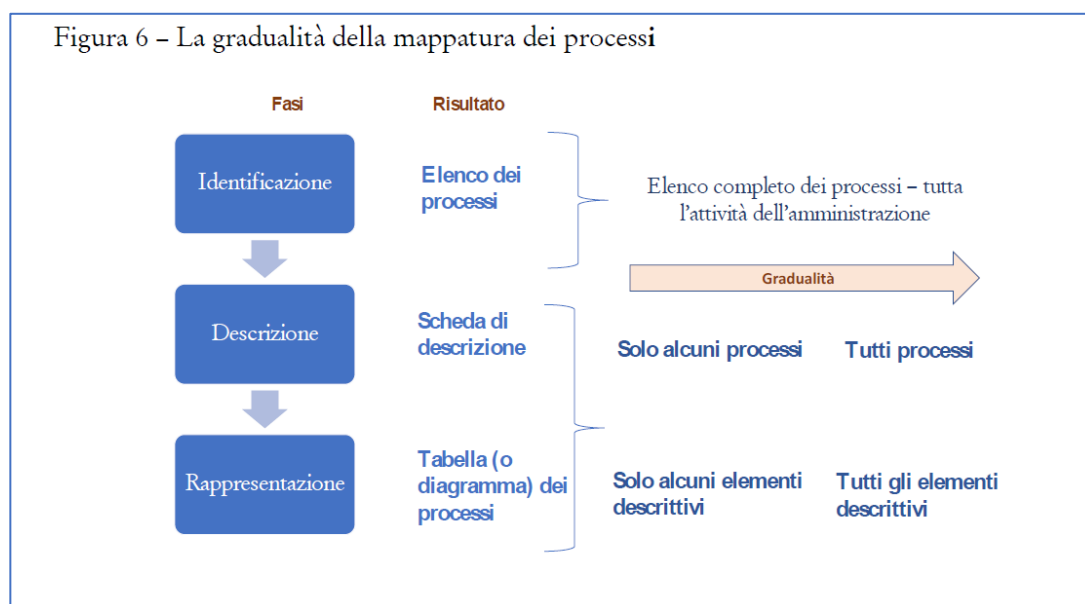 Figura 6 – La gradualità della mappatura dei processi
Fasi
Risultato
Identificazione
Elenco dei
processi
Elenco completo dei processi – tutta
l'attività dell'amministrazione
Gradualità
Descrizione
Scheda di
descrizione
Solo alcuni processi
Tutti processi
Rappresentazione
Tabella (o
diagramma) dei
processi
Solo alcuni elementi
descrittivi
Tutti gli elementi
descrittivi